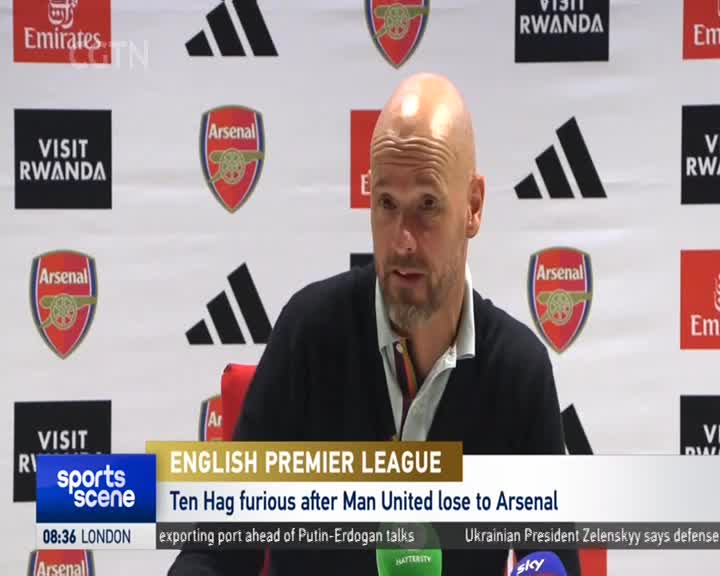 Emirates
CGTN
VISIT
RWANDA
VISIT
RWANDA
Arsenal
VISIT
RWANDA
Arsenal
Arsenal
VISIT
RWANDA
ENGLISH PREMIER LEAGUE
sports
scene
Ten Hag furious after Man United lose to Arsenal
08:36 LONDON
exporting port ahead of Putin-Erdogan talks
Ukrainian President Zelenskyy says defense
HAYTERSTV
sky
Arsenal